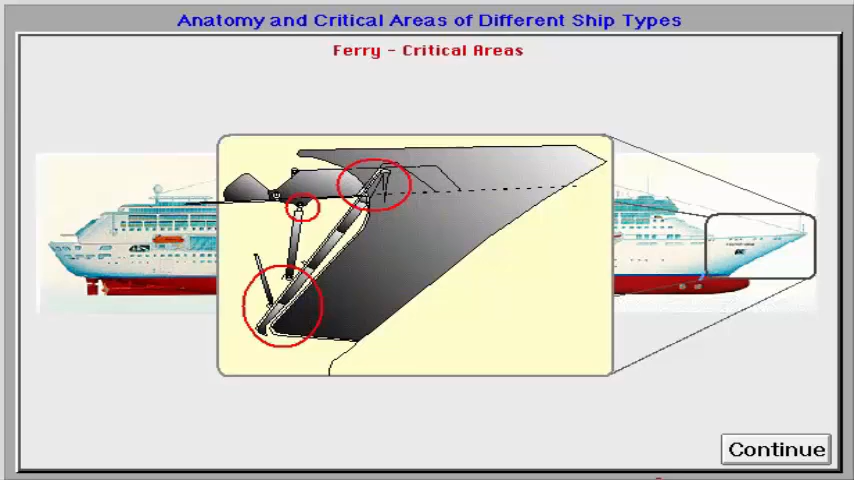 Anatomy and Critical Areas of Different Ship Types
Ferry - Critical Areas
Continue